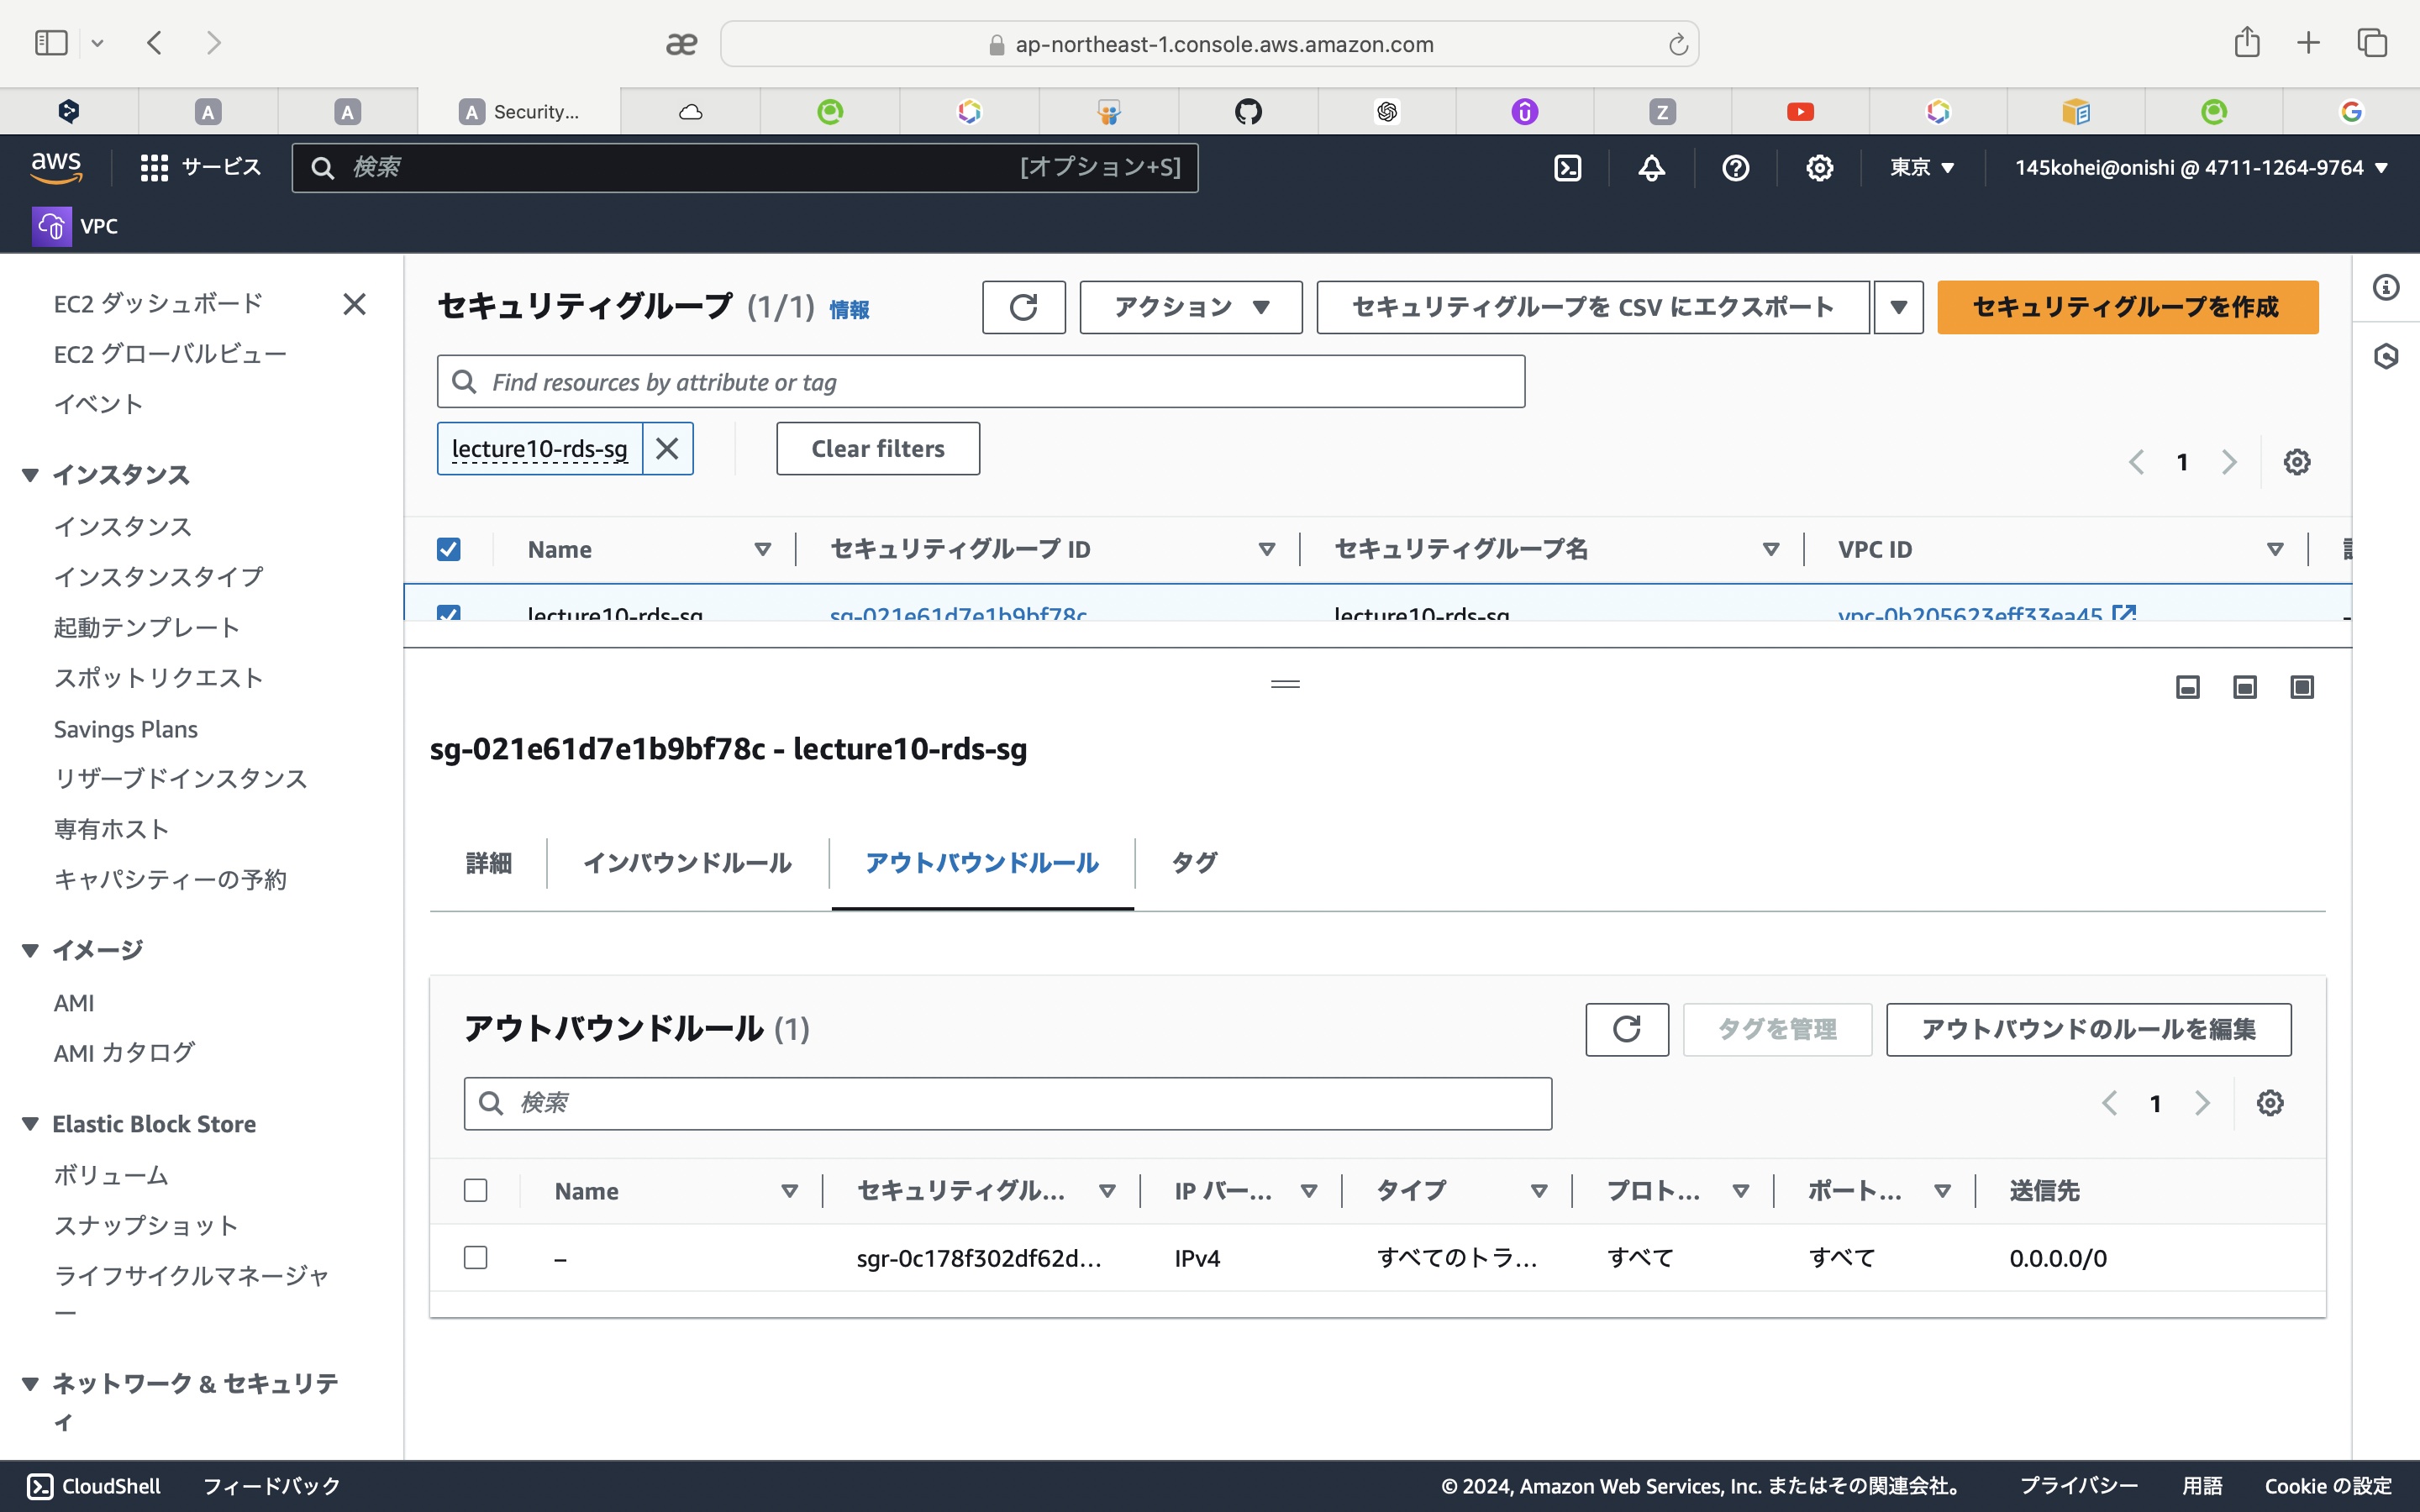 ap-northeast-1.console.aws.amazon.com
Security...
aws
サービス
検索
[オプション+S]
東京
145kohei@onishi @ 4711-1264-9764
VPC
EC2 ダッシュボード
EC2 グローバルビュー
イベント
インスタンス
インスタンス
インスタンスタイプ
起動テンプレート
スポットリクエスト
Savings Plans
リザーブドインスタンス
専有ホスト
キャパシティーの予約
イメージ
AMI
AMI カタログ
Elastic Block Store
ボリューム
スナップショット
ライフサイクルマネージャ
ー
ネットワーク & セキュリテ
ィ
セキュリティグループ (1/1) 情報
アクション
セキュリティグループを CSV にエクスポート
セキュリティグループを作成
Find resources by attribute or tag
lecture10-rds-sg
Clear filters
1
Name セキュリティグループ ID セキュリティグループ名 VPC ID
lecture10-rds-sg sg-021e61d7e1b9bf78c lecture10-rds-sg vpc-0b205623eff33ea45 -
sg-021e61d7e1b9bf78c - lecture10-rds-sg
詳細 インバウンドルール アウトバウンドルール タグ
アウトバウンドルール (1)
タグを管理
アウトバウンドのルールを編集
検索
1
Name セキュリティグル... IP バー... タイプ プロト... ポート... 送信先
– sgr-0c178f302df62d... IPv4 すべてのトラ... すべて すべて 0.0.0.0/0
CloudShell フィードバック
© 2024, Amazon Web Services, Inc. またはその関連会社。 プライバシー 用語 Cookie の設定